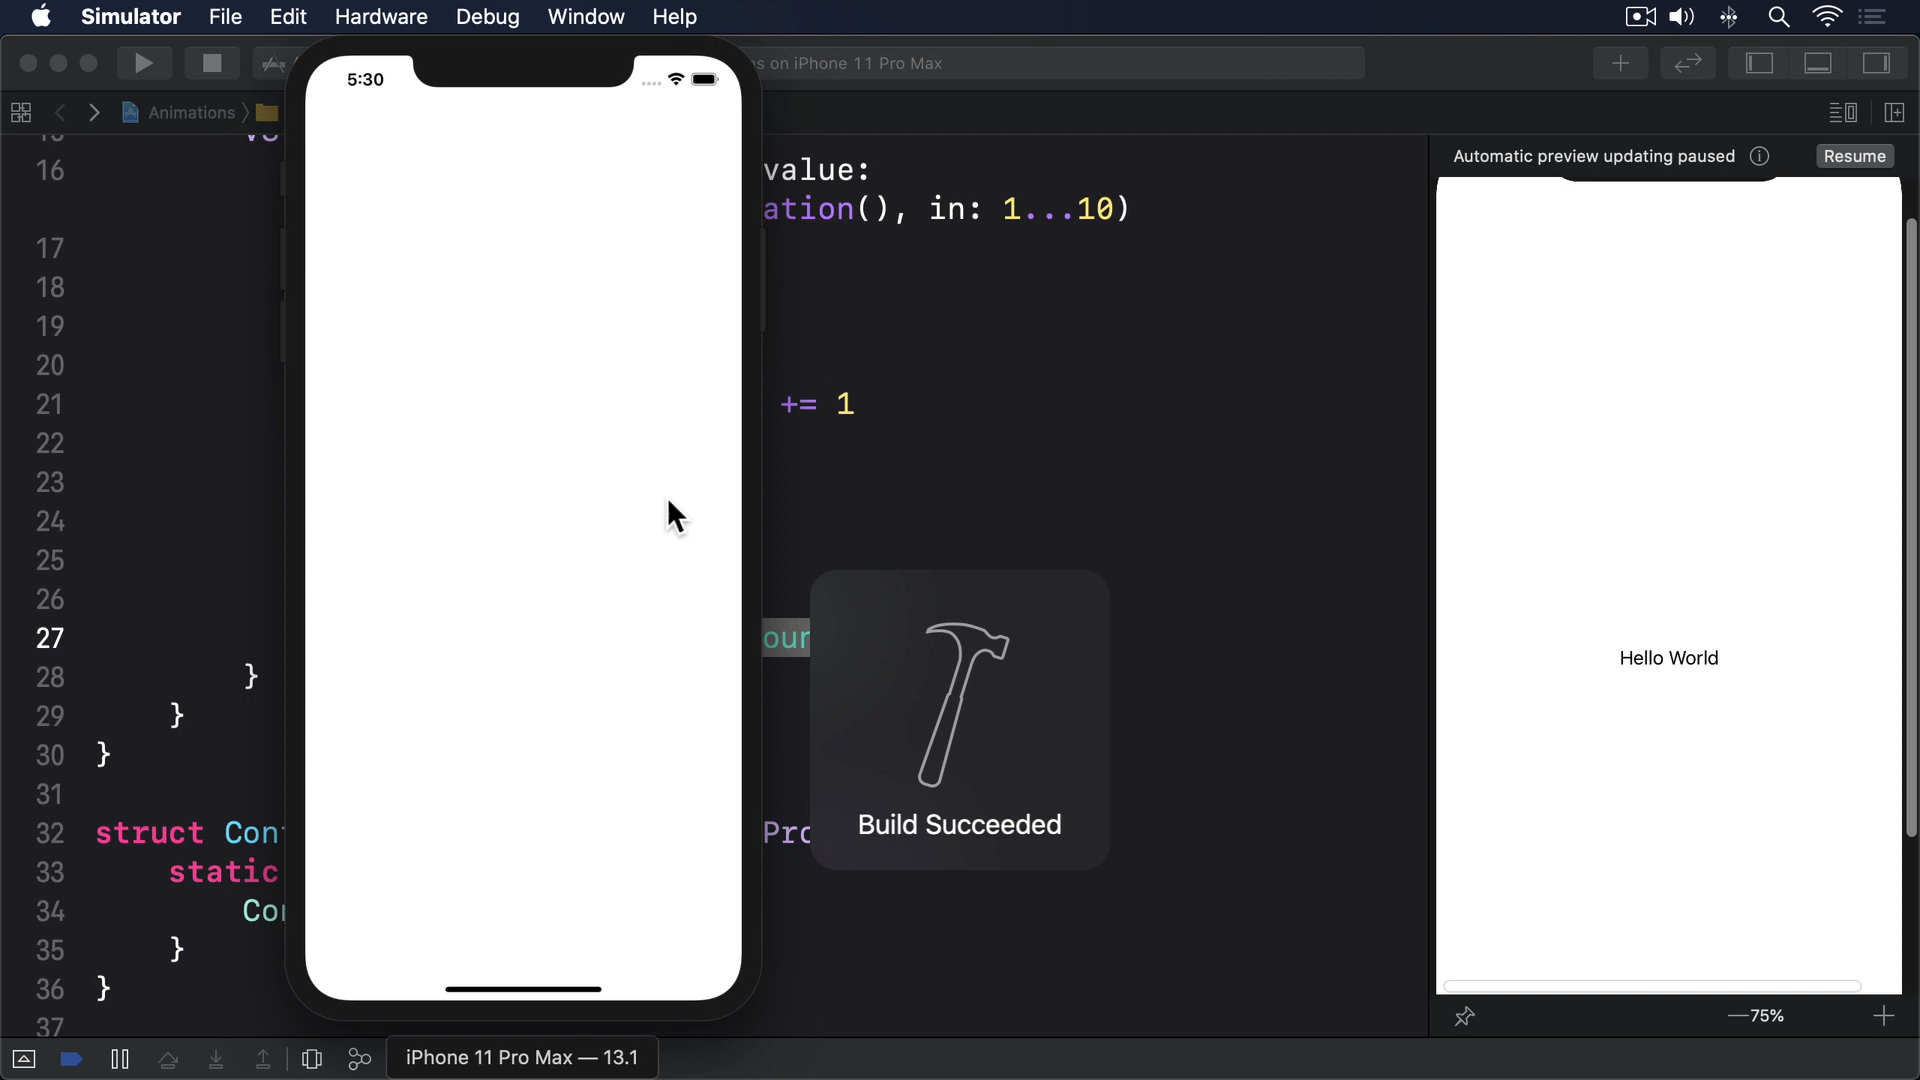 Simulator File Edit Hardware Debug Window Help
s on iPhone 11 Pro Max
Animations
5:30
Automatic preview updating paused Resume
16 value:
ation(), in: 1...10)
17
18
19
20
21 += 1
22
23
24
25
26
27 our
28 }
29 }
30 }
31
32 struct Con Pro
33 static
34 Con
35 }
36 }
37
Build Succeeded
Hello World
75%
iPhone 11 Pro Max — 13.1